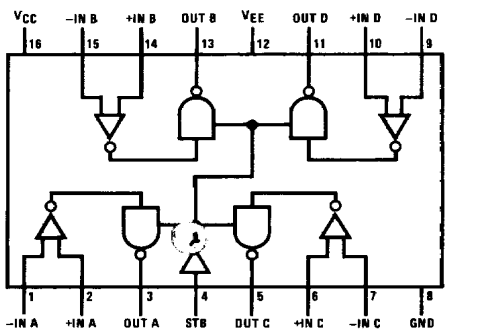 VCC -IN B +IN B OUT B VEE OUT D +IN D -IN D
16 15 14 13 12 11 10 9
1 2 3 4 5 6 7 8
-IN A +IN A OUT A STB OUT C +IN C -IN C GND